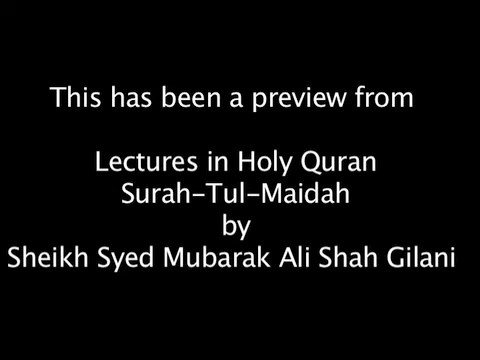 This has been a preview from
Lectures in Holy Quran
Surah-Tul-Maidah
by
Sheikh Syed Mubarak Ali Shah Gilani